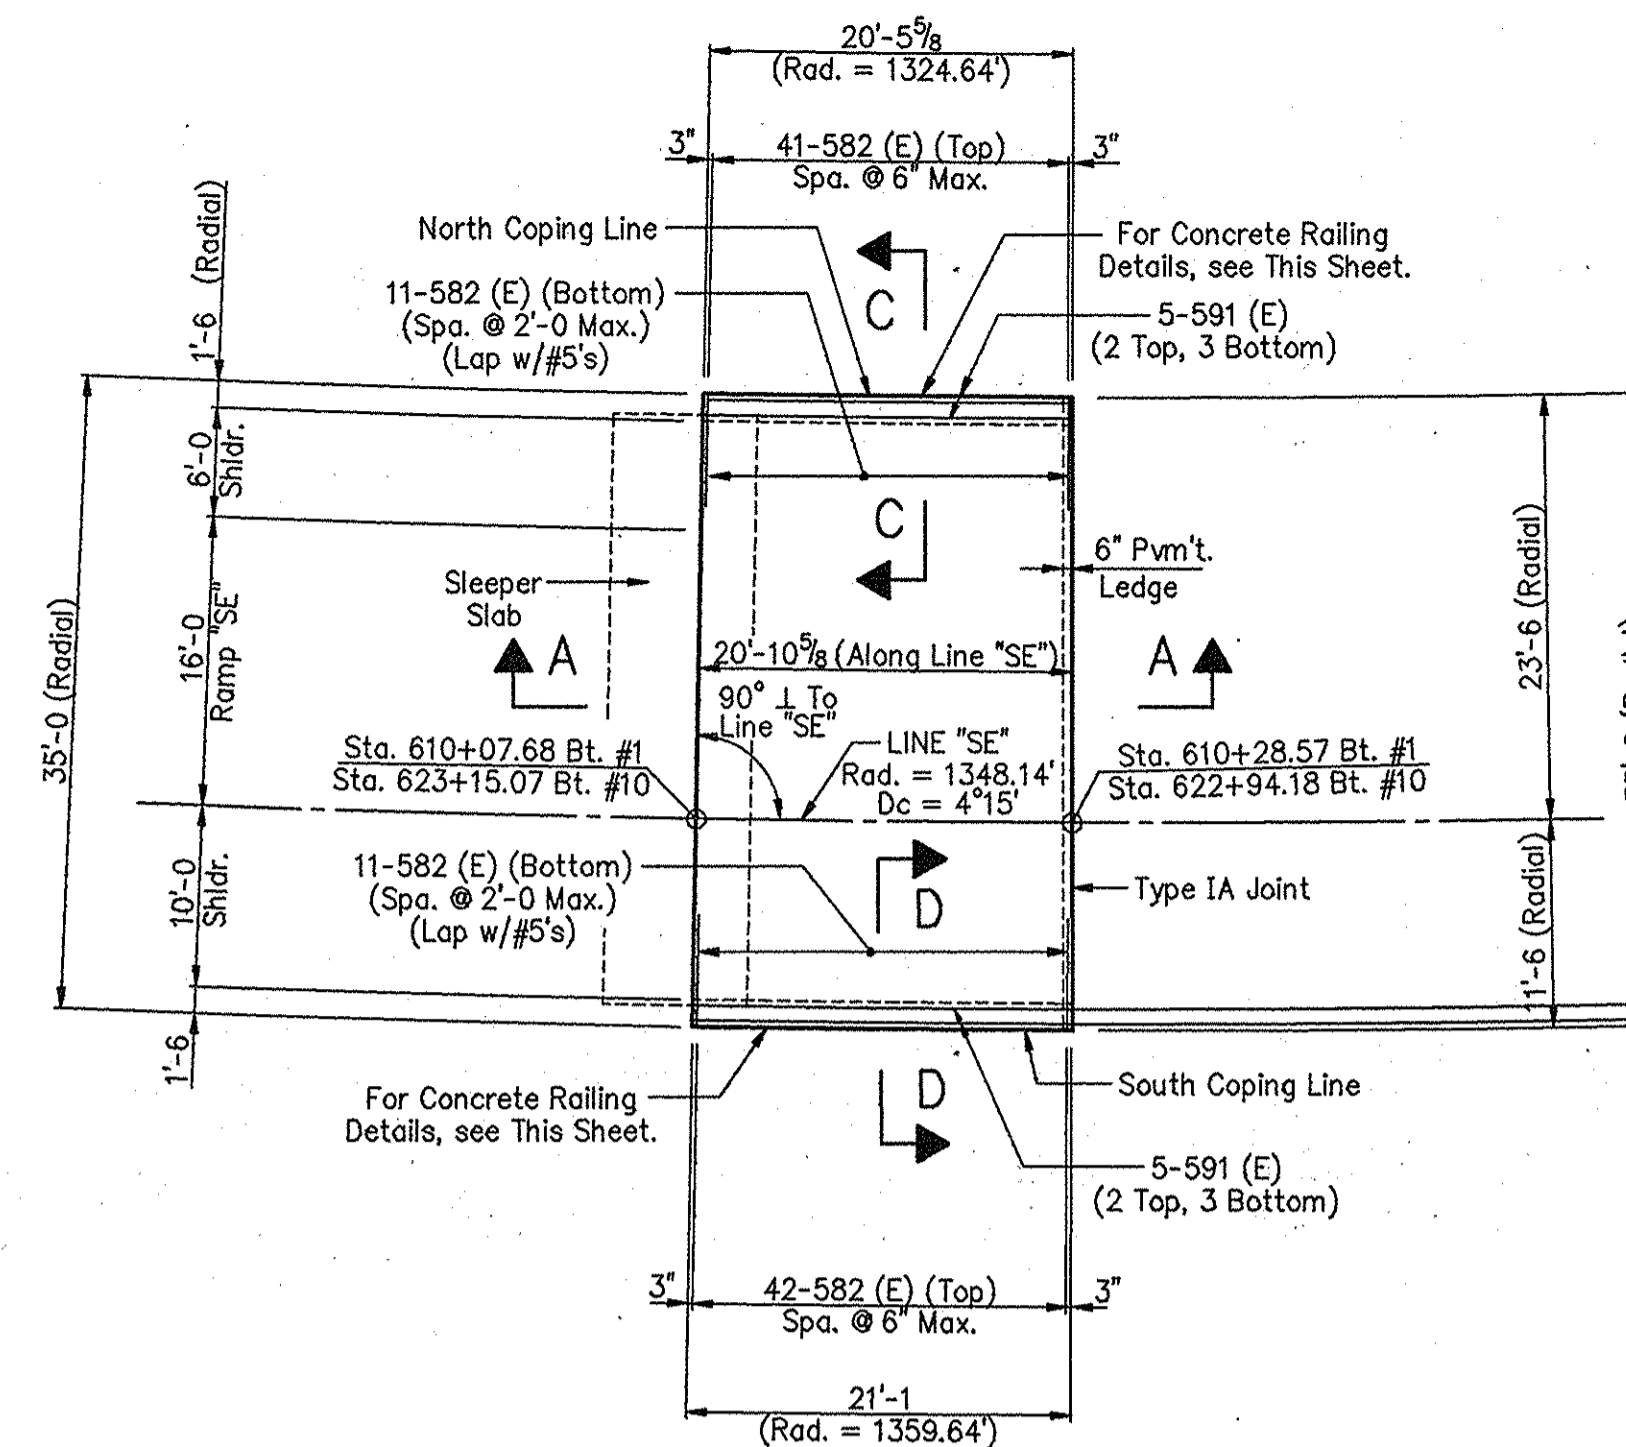 20'-5⅝
(Rad. = 1324.64')
3"
41-582 (E) (Top)
Spa. @ 6" Max.
3"
North Coping Line
For Concrete Railing
Details, see This Sheet.
11-582 (E) (Bottom)
(Spa. @ 2'-0 Max.)
(Lap w/#5's)
C
5-591 (E)
(2 Top, 3 Bottom)
1'-6 (Radial)
6'-0
Shldr.
16'-0
Ramp "SE"
35'-0 (Radial)
C
Sleeper
Slab
6" Pvm't.
Ledge
23'-6 (Radial)
A
20'-10⅝ (Along Line "SE")
A
90° ⊥ To
Line "SE"
Sta. 610+07.68 Bt. #1
Sta. 623+15.07 Bt. #10
LINE "SE"
Rad. = 1348.14'
Dc = 4°15'
Sta. 610+28.57 Bt. #1
Sta. 622+94.18 Bt. #10
10'-0
Shldr.
11-582 (E) (Bottom)
(Spa. @ 2'-0 Max.)
(Lap w/#5's)
D
Type IA Joint
11'-6 (Radial)
1'-6
For Concrete Railing
Details, see This Sheet.
D
South Coping Line
5-591 (E)
(2 Top, 3 Bottom)
3"
42-582 (E) (Top)
Spa. @ 6" Max.
3"
21'-1
(Rad. = 1359.64')